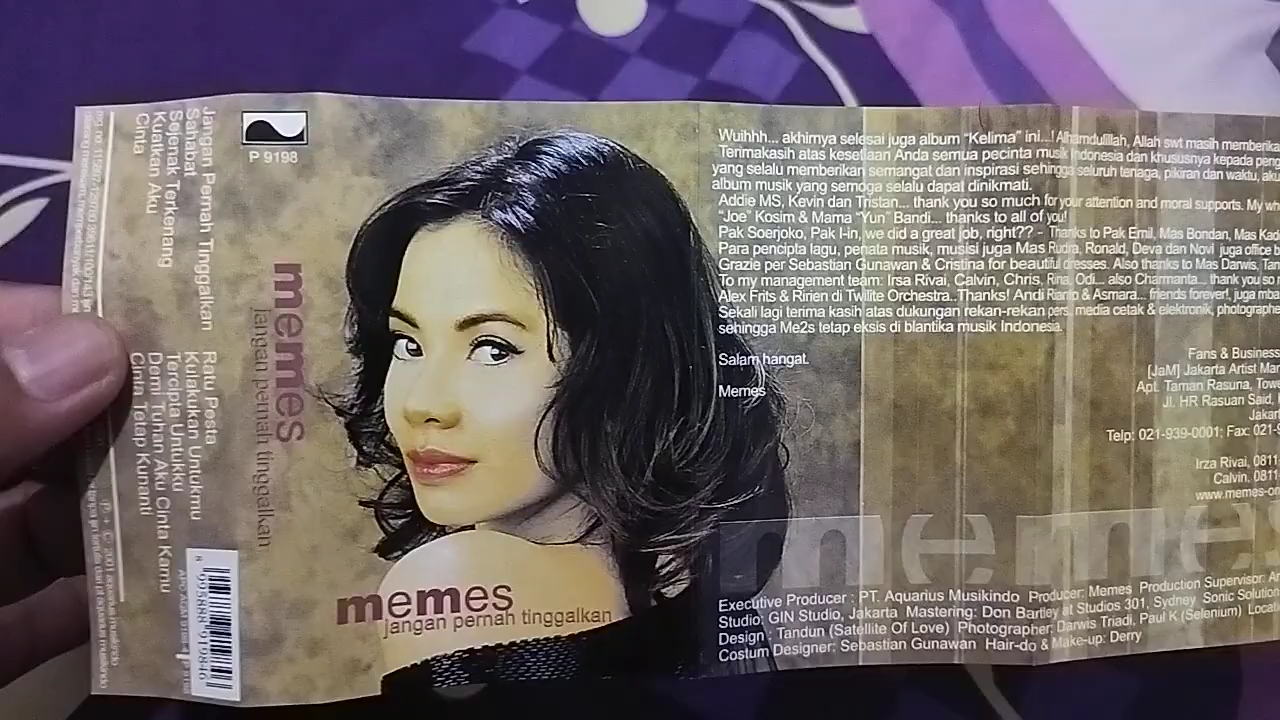 Jangan Pernah Tinggalkan
Sahabat
Sejenak Terkenang
Kuatkan Aku
Cinta
Ratu Pesta
Kulakukan Untukmu
Tercipta Untukku
Demi Tuhan Aku Cinta Kamu
Cinta Tetap Kunanti
P 9198
memes
jangan pernah tinggalkan
memes
jangan pernah tinggalkan
Wuihhh... akhirnya selesai juga album "Kelima" ini...! Alhamdulillah, Allah swt masih memberika
Terimakasih atas kesetiaan Anda semua pecinta musik Indonesia dan khususnya kepada peng
yang selalu memberikan semangat dan inspirasi sehingga seluruh tenaga, pikiran dan waktu, aku
album musik yang semoga selalu dapat dinikmati.
Addie MS, Kevin dan Tristan... thank you so much for your attention and moral supports. My wh
"Joe" Kosim & Mama "Yun" Bandi... thanks to all of you!
Pak Soerjoko, Pak I-in, we did a great job, right?? - Thanks to Pak Emil, Mas Bondan, Mas Kad
Para pencipta lagu, penata musik, musisi juga Mas Rudra, Ronald, Deva dan Novi juga office b
Grazie per Sebastian Gunawan & Cristina for beautiful dresses. Also thanks to Mas Darwis, Tan
To my management team: Irsa Rivai, Calvin, Chris, Rina, Odi... also Charmanta... thank you so
Alex Frits & Ririen di Twilite Orchestra..Thanks! Andi Rianto & Asmara... friends forever!, juga mba
Sekali lagi terima kasih atas dukungan rekan-rekan pers, media cetak & elektronik, photographe
sehingga Me2s tetap eksis di blantika musik Indonesia.
Salam hangat.
Memes
Fans & Business
[JaM] Jakarta Artist Man
Apt. Taman Rasuna, Towe
Jl. HR Rasuan Said,
Jakar
Telp: 021-939-0001; Fax: 021-9
Irza Rivai, 0811-
Calvin, 0811
www.memes-on
memes
Executive Producer : PT. Aquarius Musikindo Producer: Memes Production Supervisor: Ar
Studio: GIN Studio, Jakarta Mastering: Don Bartley at Studios 301, Sydney Sonic Solution
Design : Tandun (Satellite Of Love) Photographer: Darwis Triadi, Paul K (Selenium) Locat
Costum Designer: Sebastian Gunawan Hair-do & Make-up: Derry